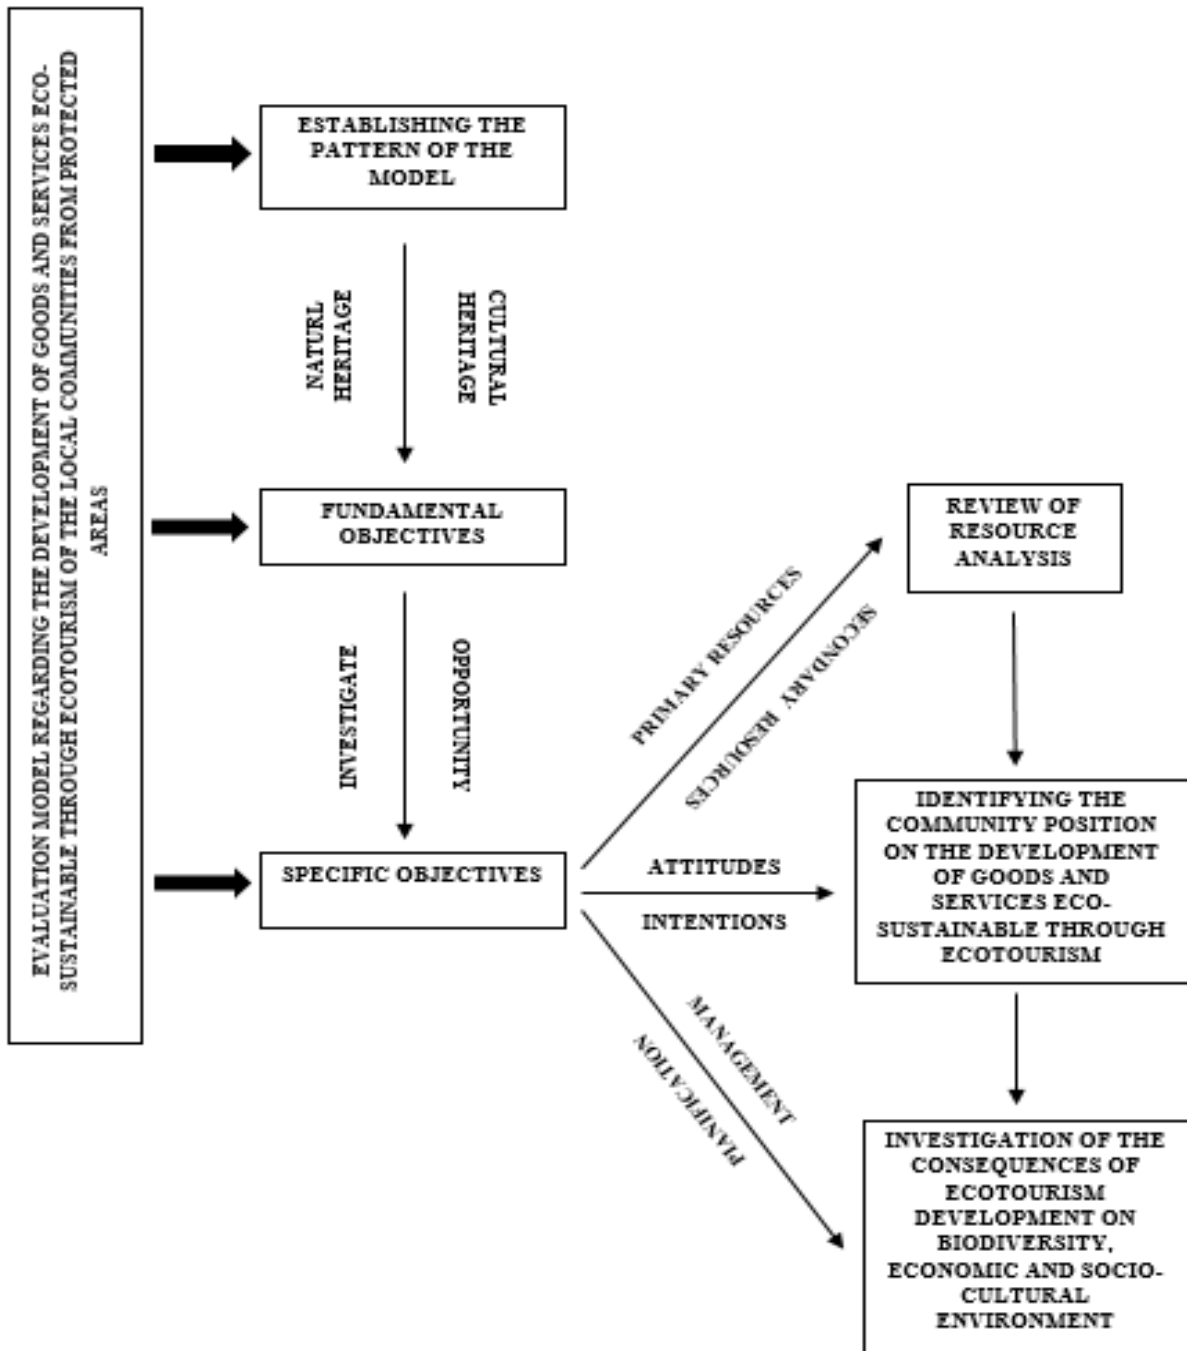 EVALUATION MODEL REGARDING THE DEVELOPMENT OF GOODS AND SERVICES ECO-
SUSTAINABLE THROUGH ECOTOURISM OF THE LOCAL COMMUNITIES FROM PROTECTED
AREAS
ESTABLISHING THE
PATTERN OF THE
MODEL
NATURL
HERITAGE
CULTURAL
HERITAGE
FUNDAMENTAL
OBJECTIVES
INVESTIGATE
OPPORTUNITY
SPECIFIC OBJECTIVES
PRIMARY RESOURCES
SECONDARY RESOURCES
ATTITUDES
INTENTIONS
MANAGEMENT
PIANIFICATION
REVIEW OF
RESOURCE
ANALYSIS
IDENTIFYING THE
COMMUNITY POSITION
ON THE DEVELOPMENT
OF GOODS AND
SERVICES ECO-
SUSTAINABLE THROUGH
ECOTOURISM
INVESTIGATION OF THE
CONSEQUENCES OF
ECOTOURISM
DEVELOPMENT ON
BIODIVERSITY,
ECONOMIC AND SOCIO-
CULTURAL
ENVIRONMENT